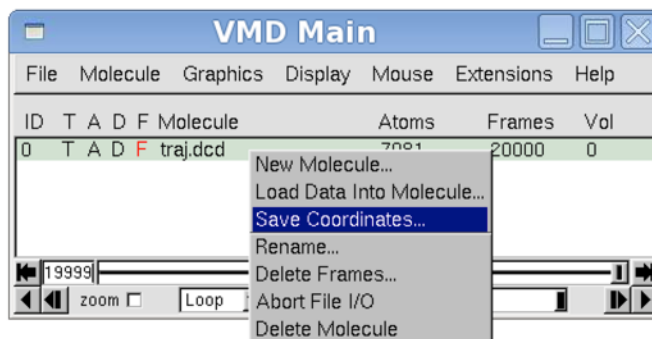 VMD Main
File Molecule Graphics Display Mouse Extensions Help
ID T A D F Molecule Atoms Frames Vol
0 T A D F traj.dcd 7081 20000 0
New Molecule...
Load Data Into Molecule...
Save Coordinates...
Rename...
19999 Delete Frames...
zoom Loop Abort File I/O
Delete Molecule